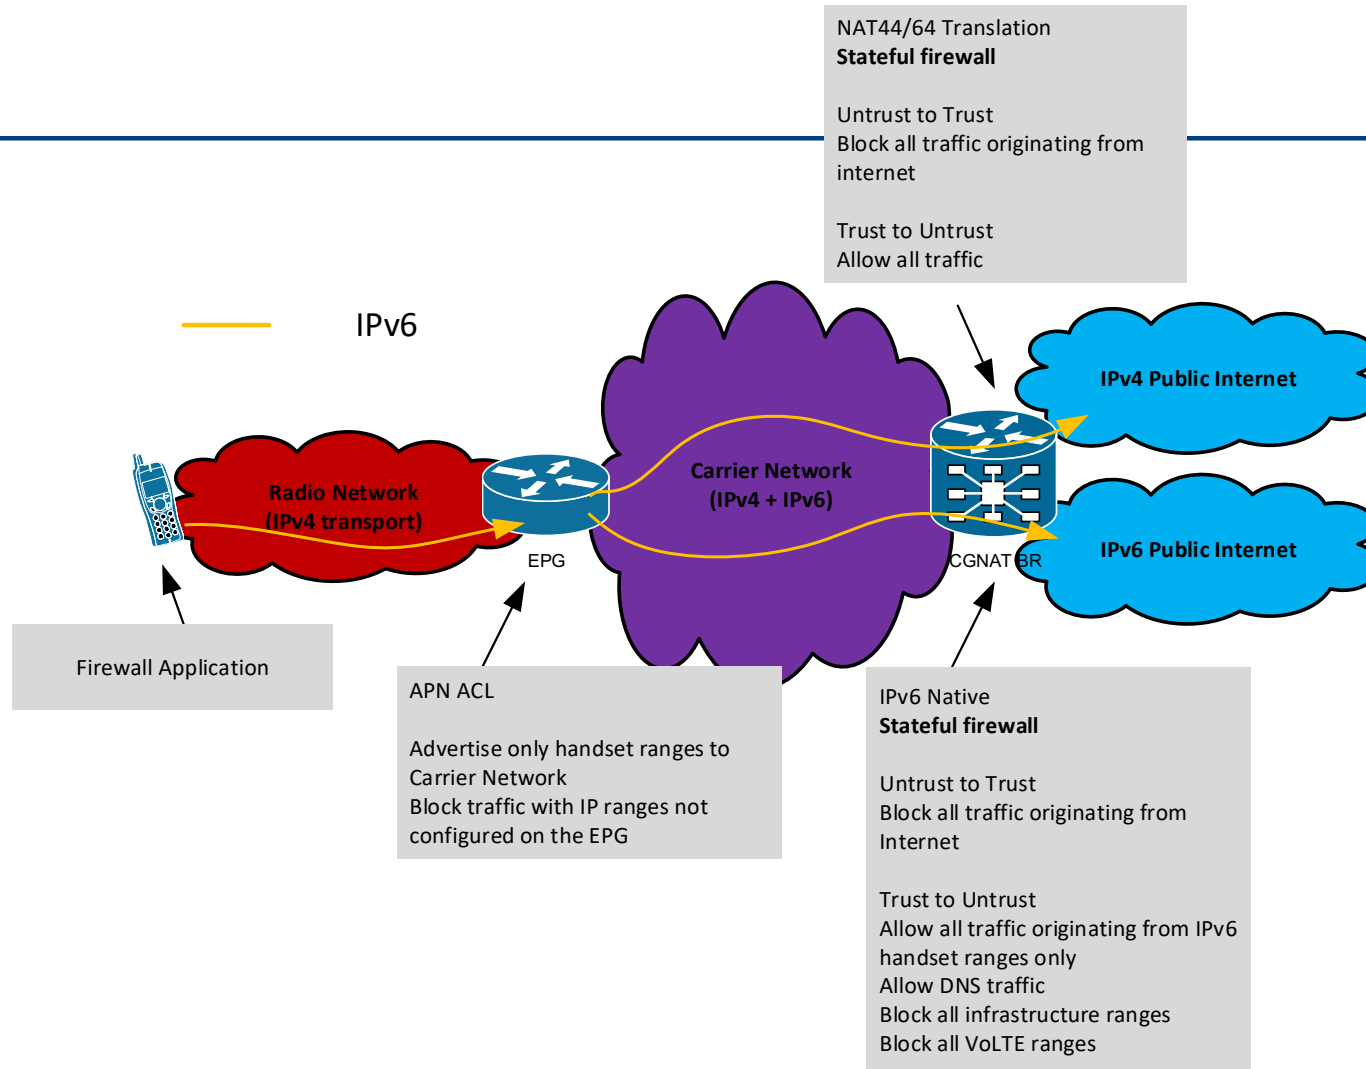 NAT44/64 Translation
Stateful firewall
Untrust to Trust
Block all traffic originating from
internet
Trust to Untrust
Allow all traffic
IPv6
IPv4 Public Internet
Radio Network
(IPv4 transport)
Carrier Network
(IPv4 + IPv6)
IPv6 Public Internet
EPG
CGNAT BR
Firewall Application
APN ACL
Advertise only handset ranges to
Carrier Network
Block traffic with IP ranges not
configured on the EPG
IPv6 Native
Stateful firewall
Untrust to Trust
Block all traffic originating from
Internet
Trust to Untrust
Allow all traffic originating from IPv6
handset ranges only
Allow DNS traffic
Block all infrastructure ranges
Block all VoLTE ranges